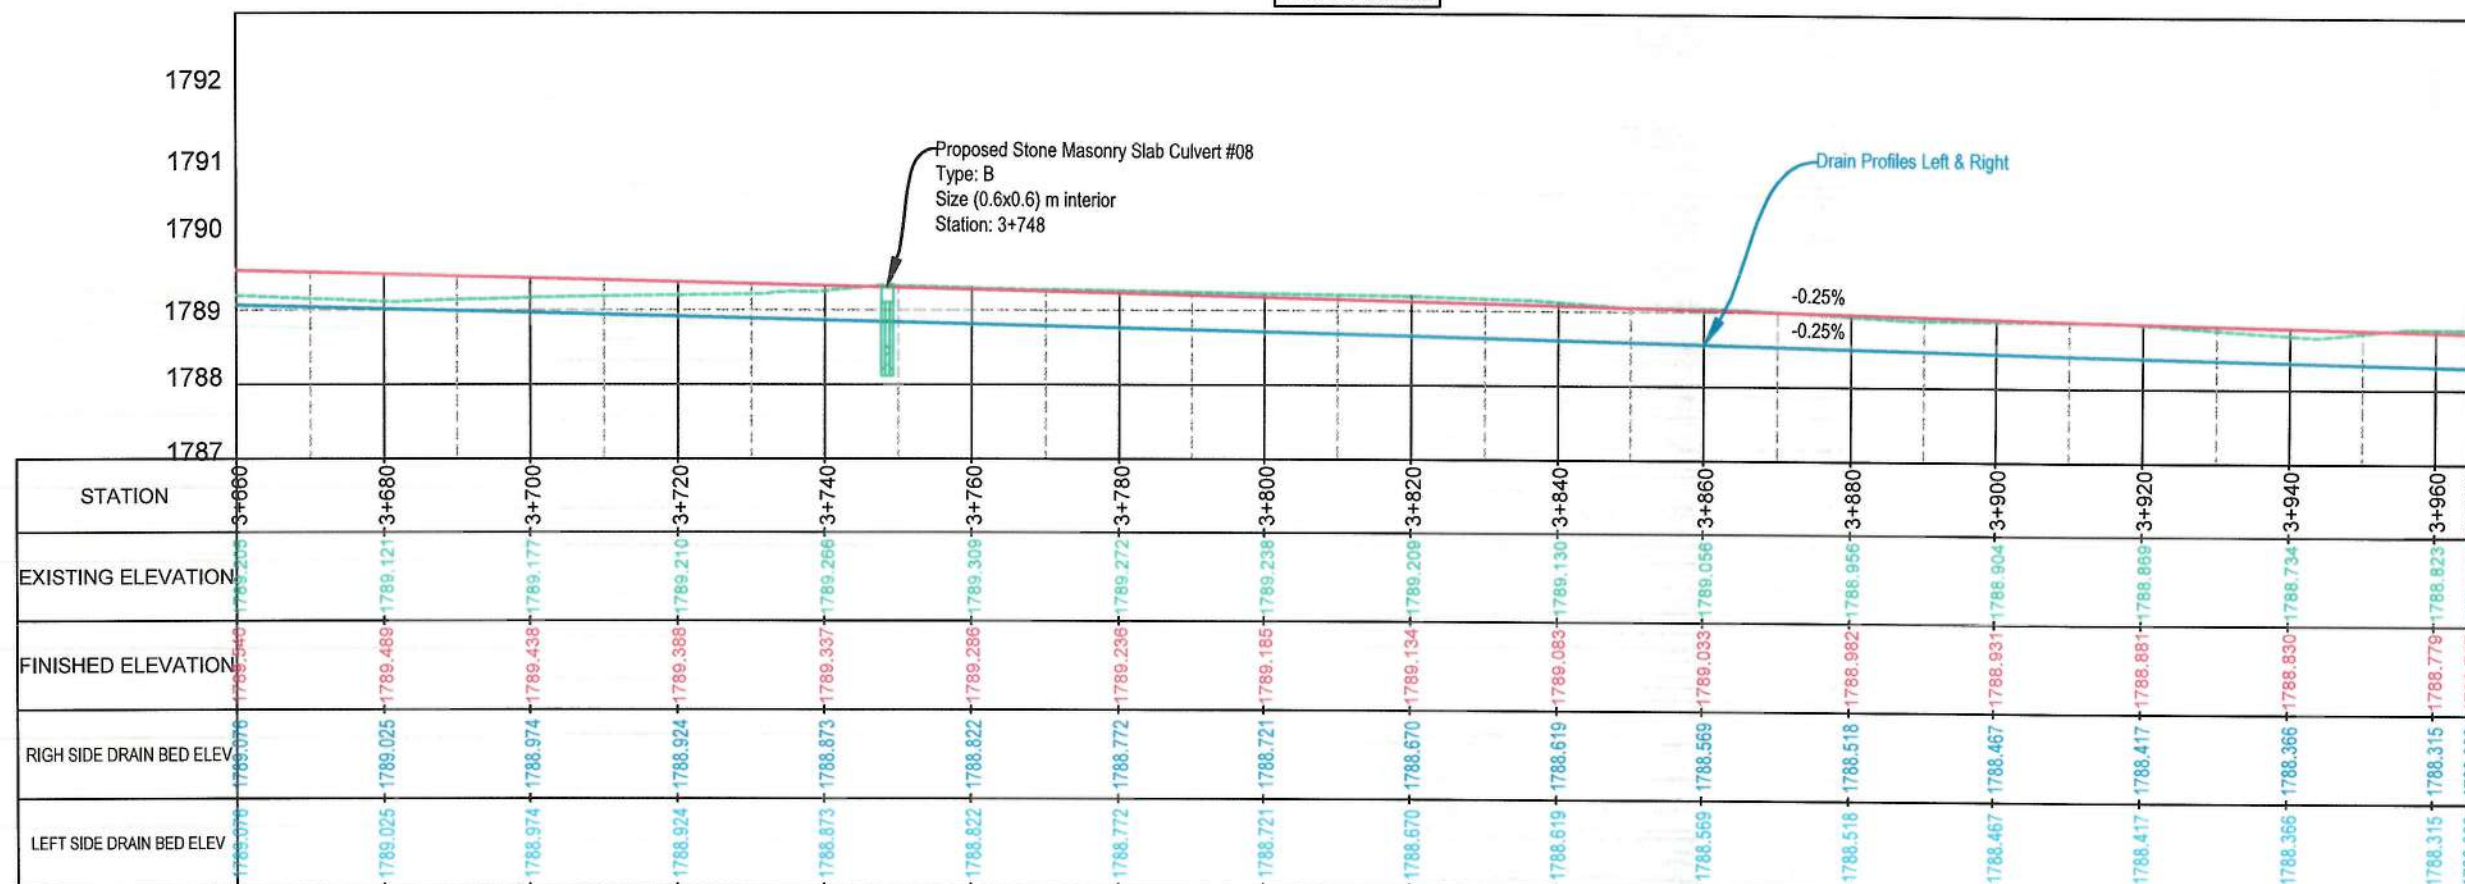 1792
1791
1790
1789
1788
1787
Proposed Stone Masonry Slab Culvert #08
Type: B
Size (0.6x0.6) m interior
Station: 3+748
Drain Profiles Left & Right
-0.25%
-0.25%
STATION 3+660 3+680 3+700 3+720 3+740 3+760 3+780 3+800 3+820 3+840 3+860 3+880 3+900 3+920 3+940 3+960
EXISTING ELEVATION 1789.121 1789.177 1789.210 1789.266 1789.309 1789.272 1789.238 1789.209 1789.130 1789.056 1788.956 1788.904 1788.869 1788.734 1788.823
FINISHED ELEVATION 1789.540 1789.489 1789.438 1789.388 1789.337 1789.286 1789.236 1789.185 1789.134 1789.083 1789.033 1788.982 1788.931 1788.881 1788.830 1788.779
RIGH SIDE DRAIN BED ELEV 1789.076 1789.025 1788.974 1788.924 1788.873 1788.822 1788.772 1788.721 1788.670 1788.619 1788.569 1788.518 1788.467 1788.417 1788.366 1788.315
LEFT SIDE DRAIN BED ELEV 1789.076 1789.025 1788.974 1788.924 1788.873 1788.822 1788.772 1788.721 1788.670 1788.619 1788.569 1788.518 1788.467 1788.417 1788.366 1788.315